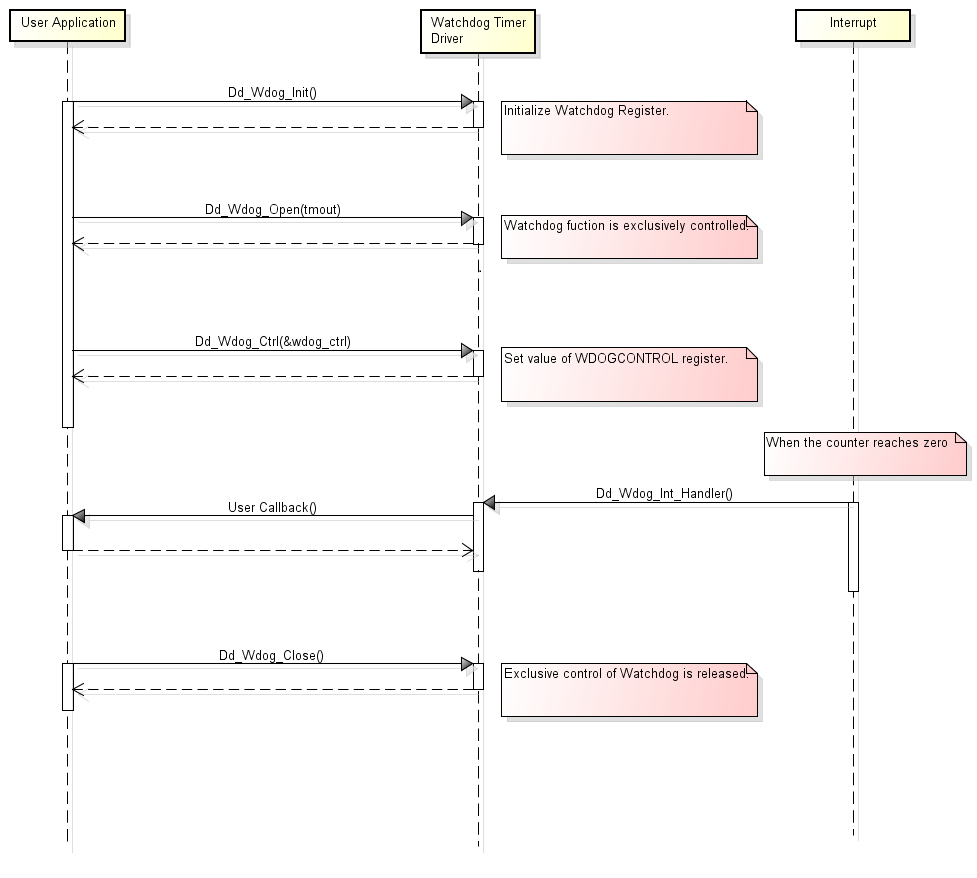 User Application
Watchdog Timer
Driver
Interrupt
Dd_Wdog_Init()
Initialize Watchdog Register.
Dd_Wdog_Open(tmout)
Watchdog fuction is exclusively controlled.
Dd_Wdog_Ctrl(&wdog_ctrl)
Set value of WDOGCONTROL register.
When the counter reaches zero
Dd_Wdog_Int_Handler()
User Callback()
Dd_Wdog_Close()
Exclusive control of Watchdog is released.